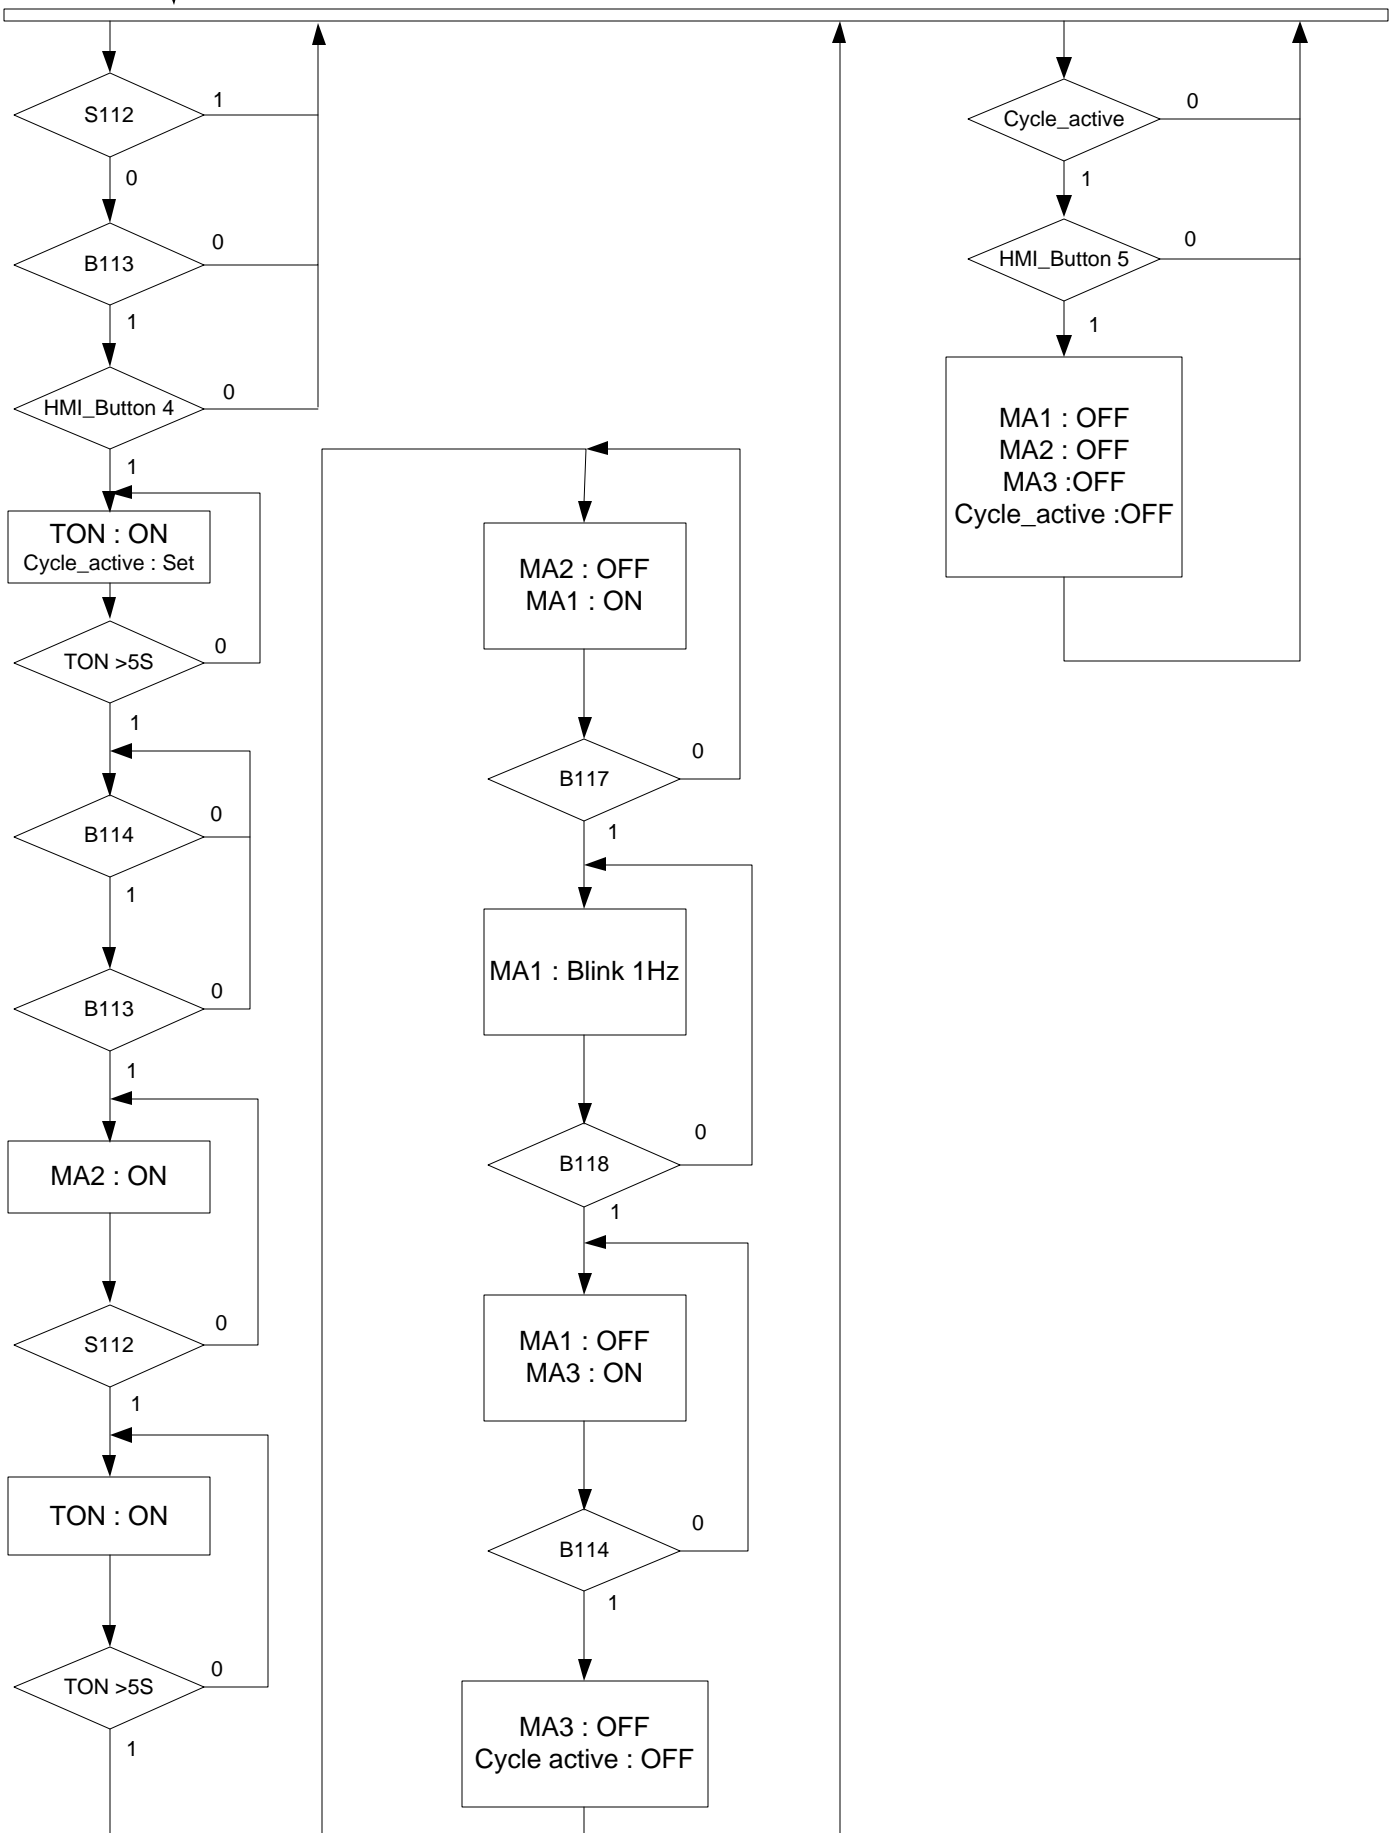 S112
1
0
B113
0
1
HMI_Button 4
0
1
TON : ON
Cycle_active : Set
TON >5S
0
1
B114
0
1
B113
0
1
MA2 : ON
S112
0
1
TON : ON
TON >5S
0
1
MA2 : OFF
MA1 : ON
B117
0
1
MA1 : Blink 1Hz
B118
0
1
MA1 : OFF
MA3 : ON
B114
0
1
MA3 : OFF
Cycle active : OFF
Cycle_active
0
1
HMI_Button 5
0
1
MA1 : OFF
MA2 : OFF
MA3 :OFF
Cycle_active :OFF